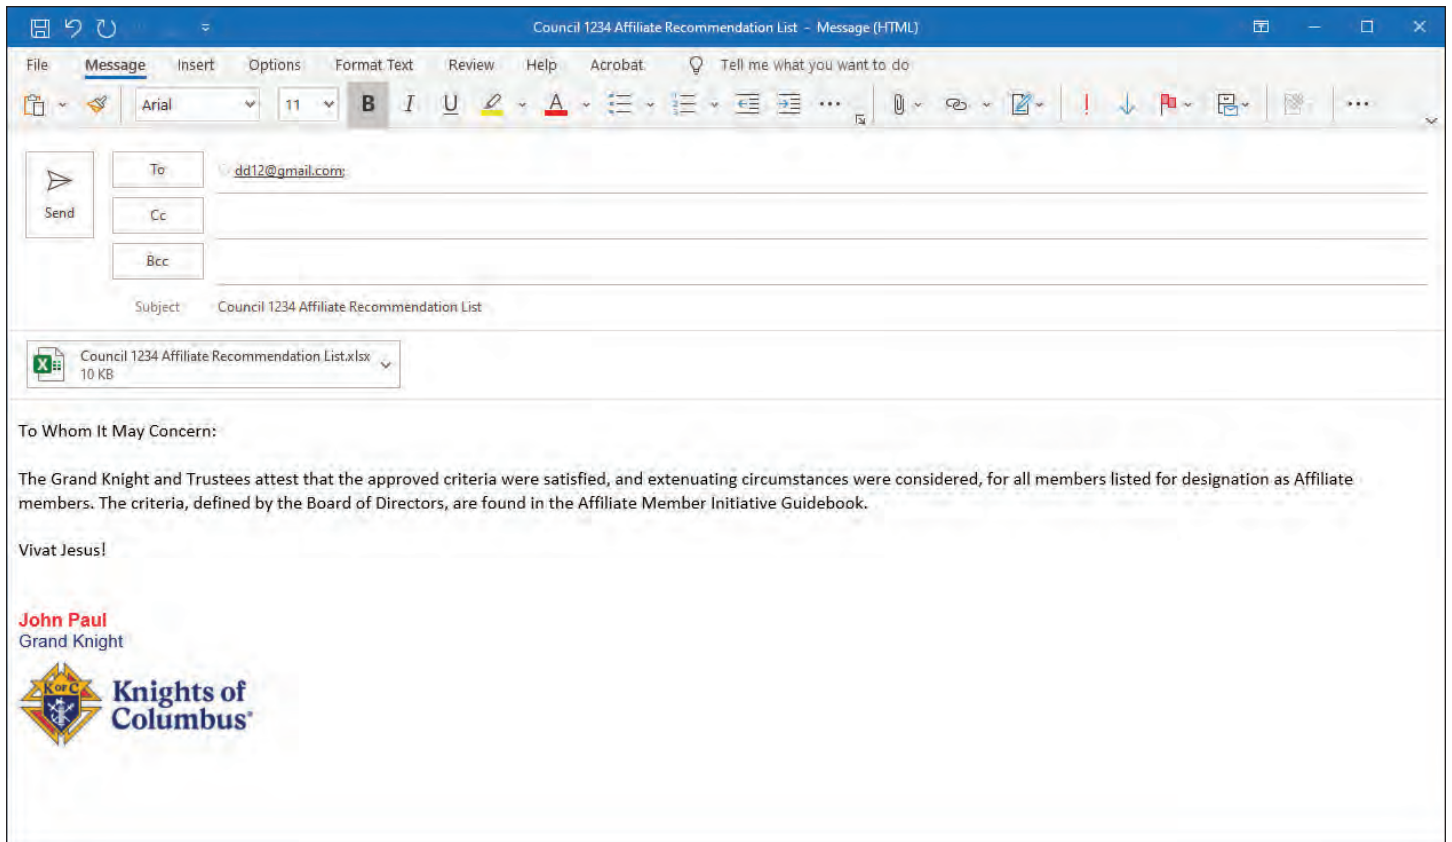 Council 1234 Affiliate Recommendation List - Message (HTML)
File Message Insert Options Format Text Review Help Acrobat Tell me what you want to do
Arial 11 B I U A
To dd12@gmail.com;
Send Cc
Bcc
Subject Council 1234 Affiliate Recommendation List
Council 1234 Affiliate Recommendation List.xlsx
10 KB
To Whom It May Concern:
The Grand Knight and Trustees attest that the approved criteria were satisfied, and extenuating circumstances were considered, for all members listed for designation as Affiliate
members. The criteria, defined by the Board of Directors, are found in the Affiliate Member Initiative Guidebook.
Vivat Jesus!
John Paul
Grand Knight
K of C
Knights of
Columbus®